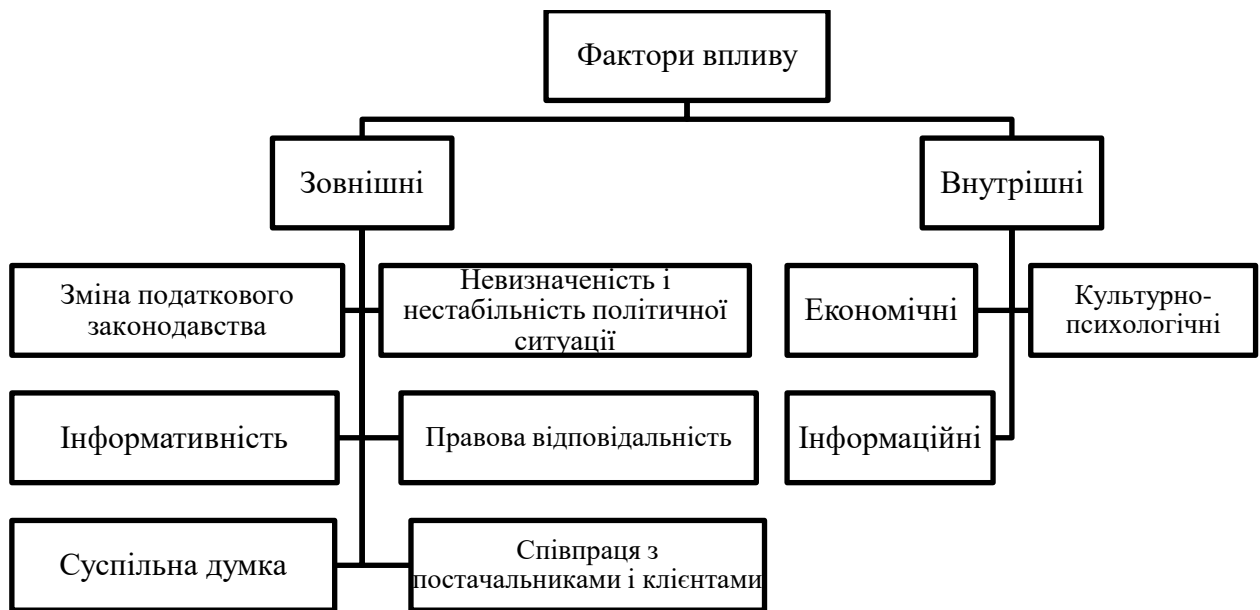 Фактори впливу
Зовнішні
Внутрішні
Зміна податкового
законодавства
Невизначеність і
нестабільність політичної
ситуації
Економічні
Культурно-
психологічні
Інформативність
Правова відповідальність
Інформаційні
Суспільна думка
Співпраця з
постачальниками і клієнтами